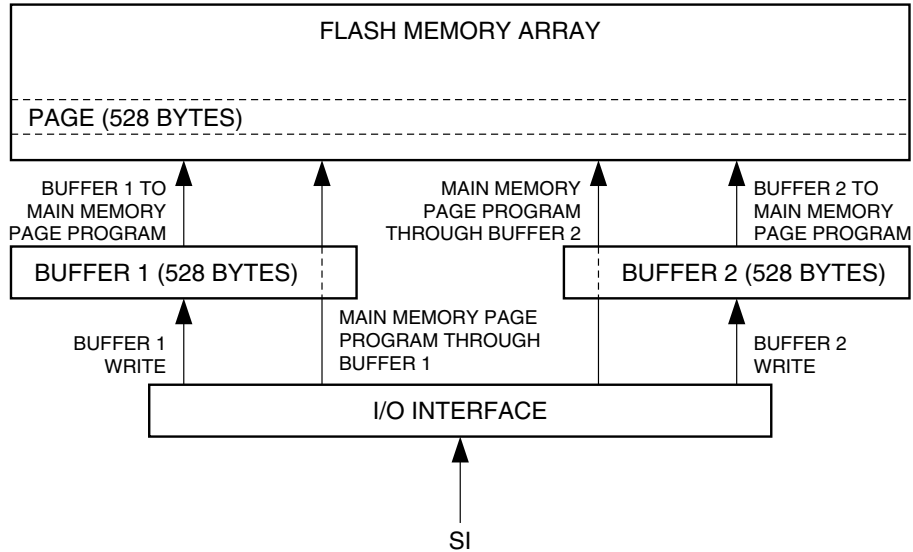 FLASH MEMORY ARRAY
PAGE (528 BYTES)
BUFFER 1 TO
MAIN MEMORY
PAGE PROGRAM
MAIN MEMORY
PAGE PROGRAM
THROUGH BUFFER 2
BUFFER 2 TO
MAIN MEMORY
PAGE PROGRAM
BUFFER 1 (528 BYTES)
BUFFER 2 (528 BYTES)
BUFFER 1
WRITE
MAIN MEMORY PAGE
PROGRAM THROUGH
BUFFER 1
BUFFER 2
WRITE
I/O INTERFACE
SI